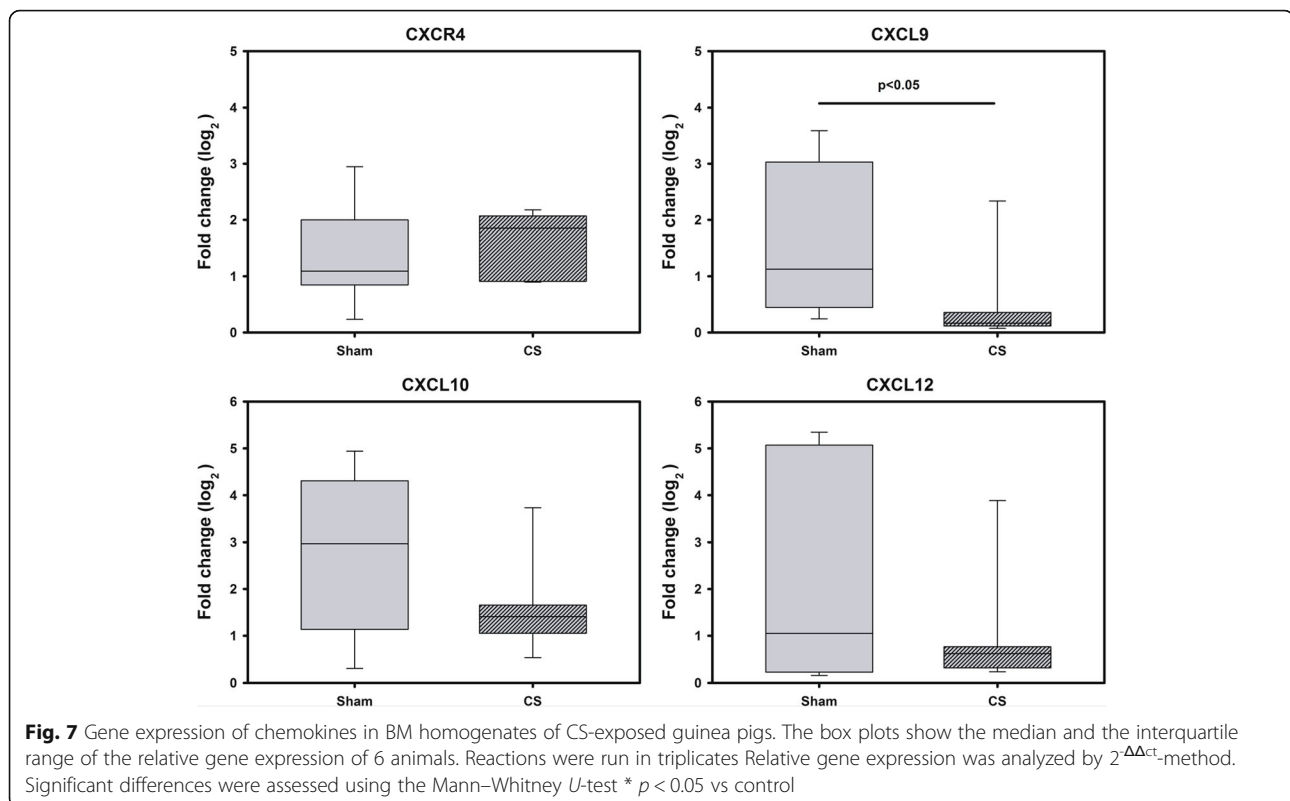 CXCR4
5
4
3
2
1
0
Fold change (log2)
Sham
CS
CXCL9
5
4
3
2
1
0
Fold change (log2)
p<0.05
Sham
CS
CXCL10
6
5
4
3
2
1
0
Fold change (log2)
Sham
CS
CXCL12
6
5
4
3
2
1
0
Fold change (log2)
Sham
CS
Fig. 7 Gene expression of chemokines in BM homogenates of CS-exposed guinea pigs. The box plots show the median and the interquartile
range of the relative gene expression of 6 animals. Reactions were run in triplicates Relative gene expression was analyzed by 2-ΔΔct-method.
Significant differences were assessed using the Mann–Whitney U-test * p < 0.05 vs control